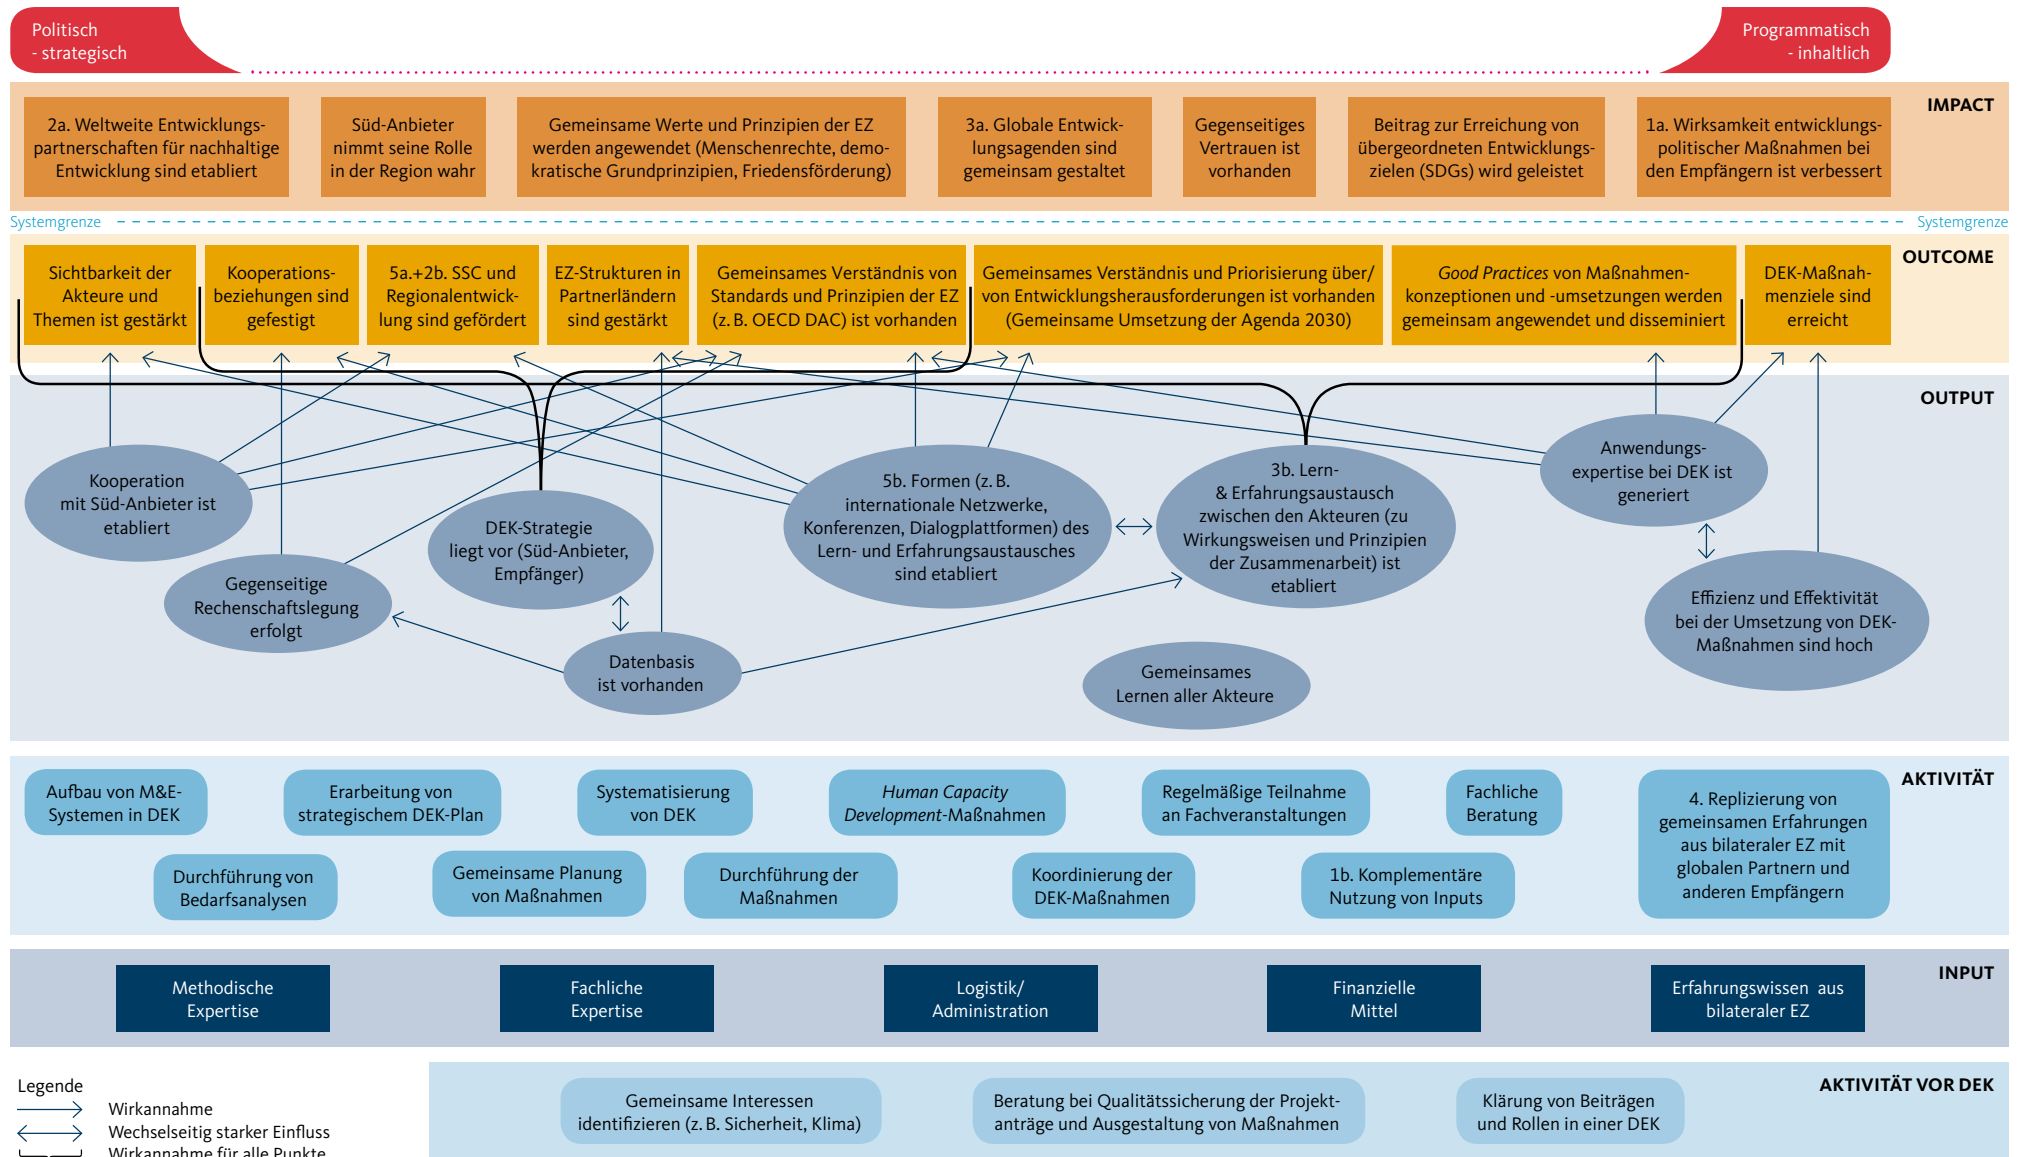 Politisch
- strategisch
Programmatisch
- inhaltlich
IMPACT
2a. Weltweite Entwicklungs-
partnerschaften für nachhaltige
Entwicklung sind etabliert
Süd-Anbieter
nimmt seine Rolle
in der Region wahr
Gemeinsame Werte und Prinzipien der EZ
werden angewendet (Menschenrechte, demo-
kratische Grundprinzipien, Friedensförderung)
3a. Globale Entwick-
lungsagenden sind
gemeinsam gestaltet
Gegenseitiges
Vertrauen ist
vorhanden
Beitrag zur Erreichung von
übergeordneten Entwicklungs-
zielen (SDGs) wird geleistet
1a. Wirksamkeit entwicklungs-
politischer Maßnahmen bei
den Empfängern ist verbessert
Systemgrenze
Systemgrenze
OUTCOME
Sichtbarkeit der
Akteure und
Themen ist gestärkt
Kooperations-
beziehungen sind
gefestigt
5a.+2b. SSC und
Regionalentwick-
lung sind gefördert
EZ-Strukturen in
Partnerländern
sind gestärkt
Gemeinsames Verständnis von
Standards und Prinzipien der EZ
(z. B. OECD DAC) ist vorhanden
Gemeinsames Verständnis und Priorisierung über/
von Entwicklungsherausforderungen ist vorhanden
(Gemeinsame Umsetzung der Agenda 2030)
Good Practices von Maßnahmen-
konzeptionen und -umsetzungen werden
gemeinsam angewendet und disseminiert
DEK-Maßnah-
menziele sind
erreicht
OUTPUT
Kooperation
mit Süd-Anbieter ist
etabliert
Gegenseitige
Rechenschaftslegung
erfolgt
DEK-Strategie
liegt vor (Süd-Anbieter,
Empfänger)
Datenbasis
ist vorhanden
5b. Formen (z. B.
internationale Netzwerke,
Konferenzen, Dialogplattformen) des
Lern- und Erfahrungsaustausches
sind etabliert
3b. Lern-
& Erfahrungsaustausch
zwischen den Akteuren (zu
Wirkungsweisen und Prinzipien
der Zusammenarbeit) ist
etabliert
Gemeinsames
Lernen aller Akteure
Anwendungs-
expertise bei DEK ist
generiert
Effizienz und Effektivität
bei der Umsetzung von DEK-
Maßnahmen sind hoch
AKTIVITÄT
Aufbau von M&E-
Systemen in DEK
Erarbeitung von
strategischem DEK-Plan
Systematisierung
von DEK
Human Capacity
Development-Maßnahmen
Regelmäßige Teilnahme
an Fachveranstaltungen
Fachliche
Beratung
4. Replizierung von
gemeinsamen Erfahrungen
aus bilateraler EZ mit
globalen Partnern und
anderen Empfängern
Durchführung von
Bedarfsanalysen
Gemeinsame Planung
von Maßnahmen
Durchführung der
Maßnahmen
Koordinierung der
DEK-Maßnahmen
1b. Komplementäre
Nutzung von Inputs
INPUT
Methodische
Expertise
Fachliche
Expertise
Logistik/
Administration
Finanzielle
Mittel
Erfahrungswissen aus
bilateraler EZ
AKTIVITÄT VOR DEK
Gemeinsame Interessen
identifizieren (z. B. Sicherheit, Klima)
Beratung bei Qualitätssicherung der Projekt-
anträge und Ausgestaltung von Maßnahmen
Klärung von Beiträgen
und Rollen in einer DEK
Legende
Wirkannahme
Wechselseitig starker Einfluss
Wirkannahme für alle Punkte